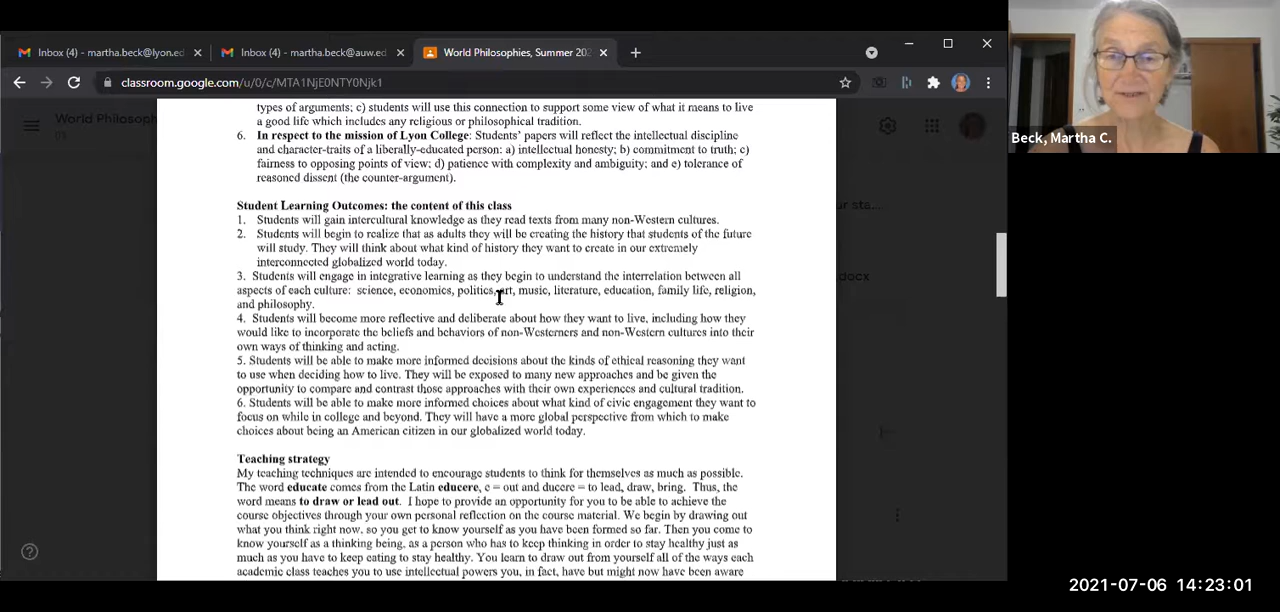 Inbox (4) - martha.beck@lyon.ed
Inbox (4) - martha.beck@auw.ed
World Philosophies, Summer 202
classroom.google.com/u/0/c/MTA1NjE0NTY0Njk1
World Philosoph
types of arguments; c) students will use this connection to support some view of what it means to live
a good life which includes any religious or philosophical tradition.
6. In respect to the mission of Lyon College: Students' papers will reflect the intellectual discipline
and character-traits of a liberally-educated person: a) intellectual honesty; b) commitment to truth; c)
fairness to opposing points of view; d) patience with complexity and ambiguity; and e) tolerance of
reasoned dissent (the counter-argument).
Student Learning Outcomes: the content of this class
1. Students will gain intercultural knowledge as they read texts from many non-Western cultures.
2. Students will begin to realize that as adults they will be creating the history that students of the future
will study. They will think about what kind of history they want to create in our extremely
interconnected globalized world today.
3. Students will engage in integrative learning as they begin to understand the interrelation between all
aspects of each culture: science, economics, politics, art, music, literature, education, family life, religion,
and philosophy.
4. Students will become more reflective and deliberate about how they want to live, including how they
would like to incorporate the beliefs and behaviors of non-Westerners and non-Western cultures into their
own ways of thinking and acting.
5. Students will be able to make more informed decisions about the kinds of ethical reasoning they want
to use when deciding how to live. They will be exposed to many new approaches and be given the
opportunity to compare and contrast those approaches with their own experiences and cultural tradition.
6. Students will be able to make more informed choices about what kind of civic engagement they want to
focus on while in college and beyond. They will have a more global perspective from which to make
choices about being an American citizen in our globalized world today.
Teaching strategy
My teaching techniques are intended to encourage students to think for themselves as much as possible.
The word educate comes from the Latin educere, e = out and ducere = to lead, draw, bring. Thus, the
word means to draw or lead out. I hope to provide an opportunity for you to be able to achieve the
course objectives through your own personal reflection on the course material. We begin by drawing out
what you think right now, so you get to know yourself as you have been formed so far. Then you come to
know yourself as a thinking being, as a person who has to keep thinking in order to stay healthy just as
much as you have to keep eating to stay healthy. You learn to draw out from yourself all of the ways each
academic class teaches you to use intellectual powers you, in fact, have but might now have been aware
ar sta...
docx
Beck, Martha C.
2021-07-06 14:23:01